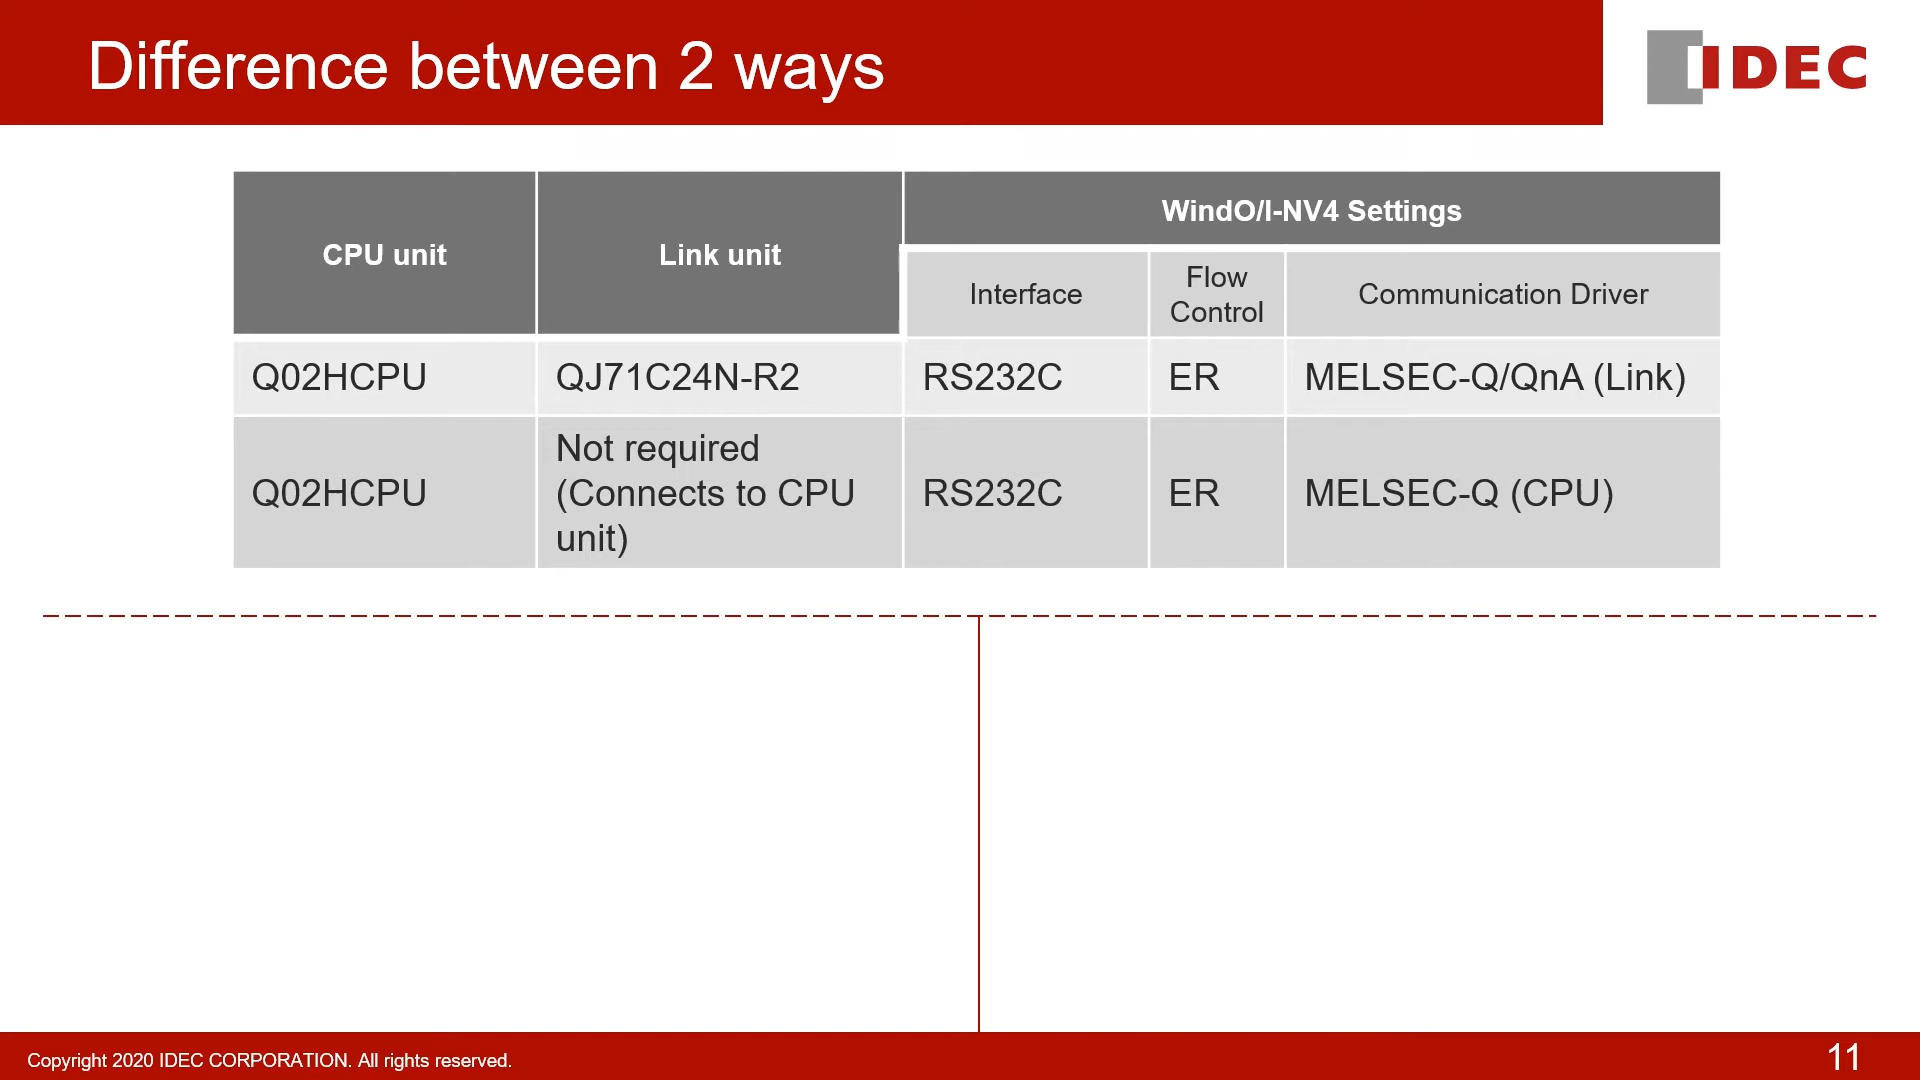 Difference between 2 ways
IDEC
CPU unit
Link unit
WindO/I-NV4 Settings
Interface
Flow
Control
Communication Driver
Q02HCPU
QJ71C24N-R2
RS232C
ER
MELSEC-Q/QnA (Link)
Q02HCPU
Not required
(Connects to CPU
unit)
RS232C
ER
MELSEC-Q (CPU)
Copyright 2020 IDEC CORPORATION. All rights reserved.
11